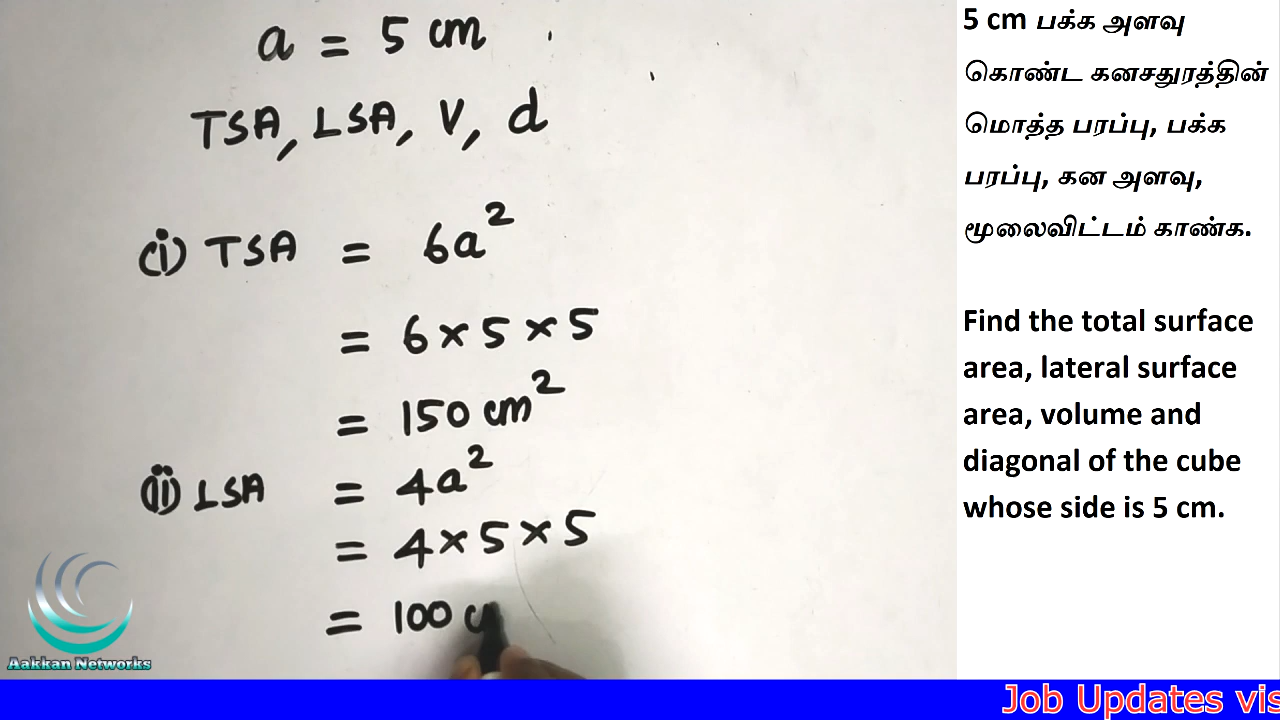 a = 5 cm
TSA, LSA, V, d
(i) TSA = 6a²
= 6 × 5 × 5
= 150 cm²
(ii) LSA = 4a²
= 4 × 5 × 5
= 100 c
5 cm பக்க அளவு
கொண்ட கனசதுரத்தின்
மொத்த பரப்பு, பக்க
பரப்பு, கன அளவு,
மூலைவிட்டம் காண்க.
Find the total surface
area, lateral surface
area, volume and
diagonal of the cube
whose side is 5 cm.
Aakkan Networks
Job Updates vis